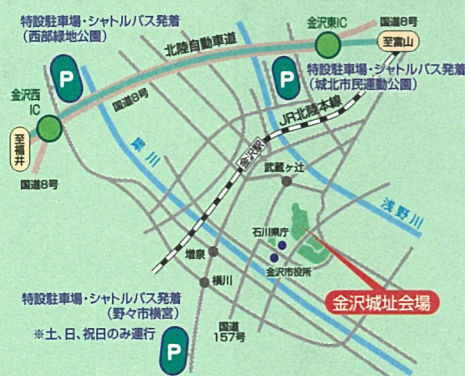 特設駐車場・シャトルバス発着
(西部緑地公園)
P
金沢東IC
国道8号
至富山
北陸自動車道
P
特設駐車場・シャトルバス発着
(城北市民運動公園)
金沢西
IC
国道8号
JR北陸本線
至福井
国道8号
犀川
金沢駅
武蔵ヶ辻
浅野川
石川県庁
増泉
金沢市役所
横川
金沢城址会場
特設駐車場・シャトルバス発着
(野々市横宮)
※土、日、祝日のみ運行
P
国道
157号